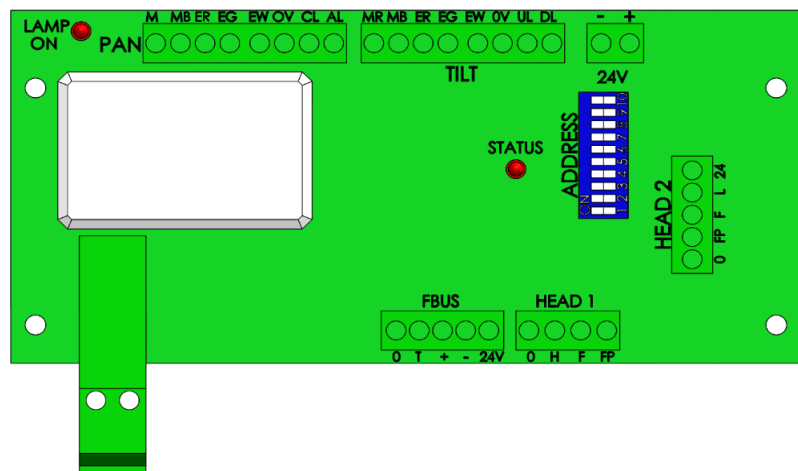 LAMP
ON
M MB ER EG EW OV CL AL
PAN
MR MB ER EG EW 0V UL DL
TILT
- +
24V
STATUS
ADDRESS
ON
1 2 3 4 5 6 7 8 9 10
HEAD 2
0 FP F L 24
FBUS
0 T + - 24V
HEAD 1
0 H F FP